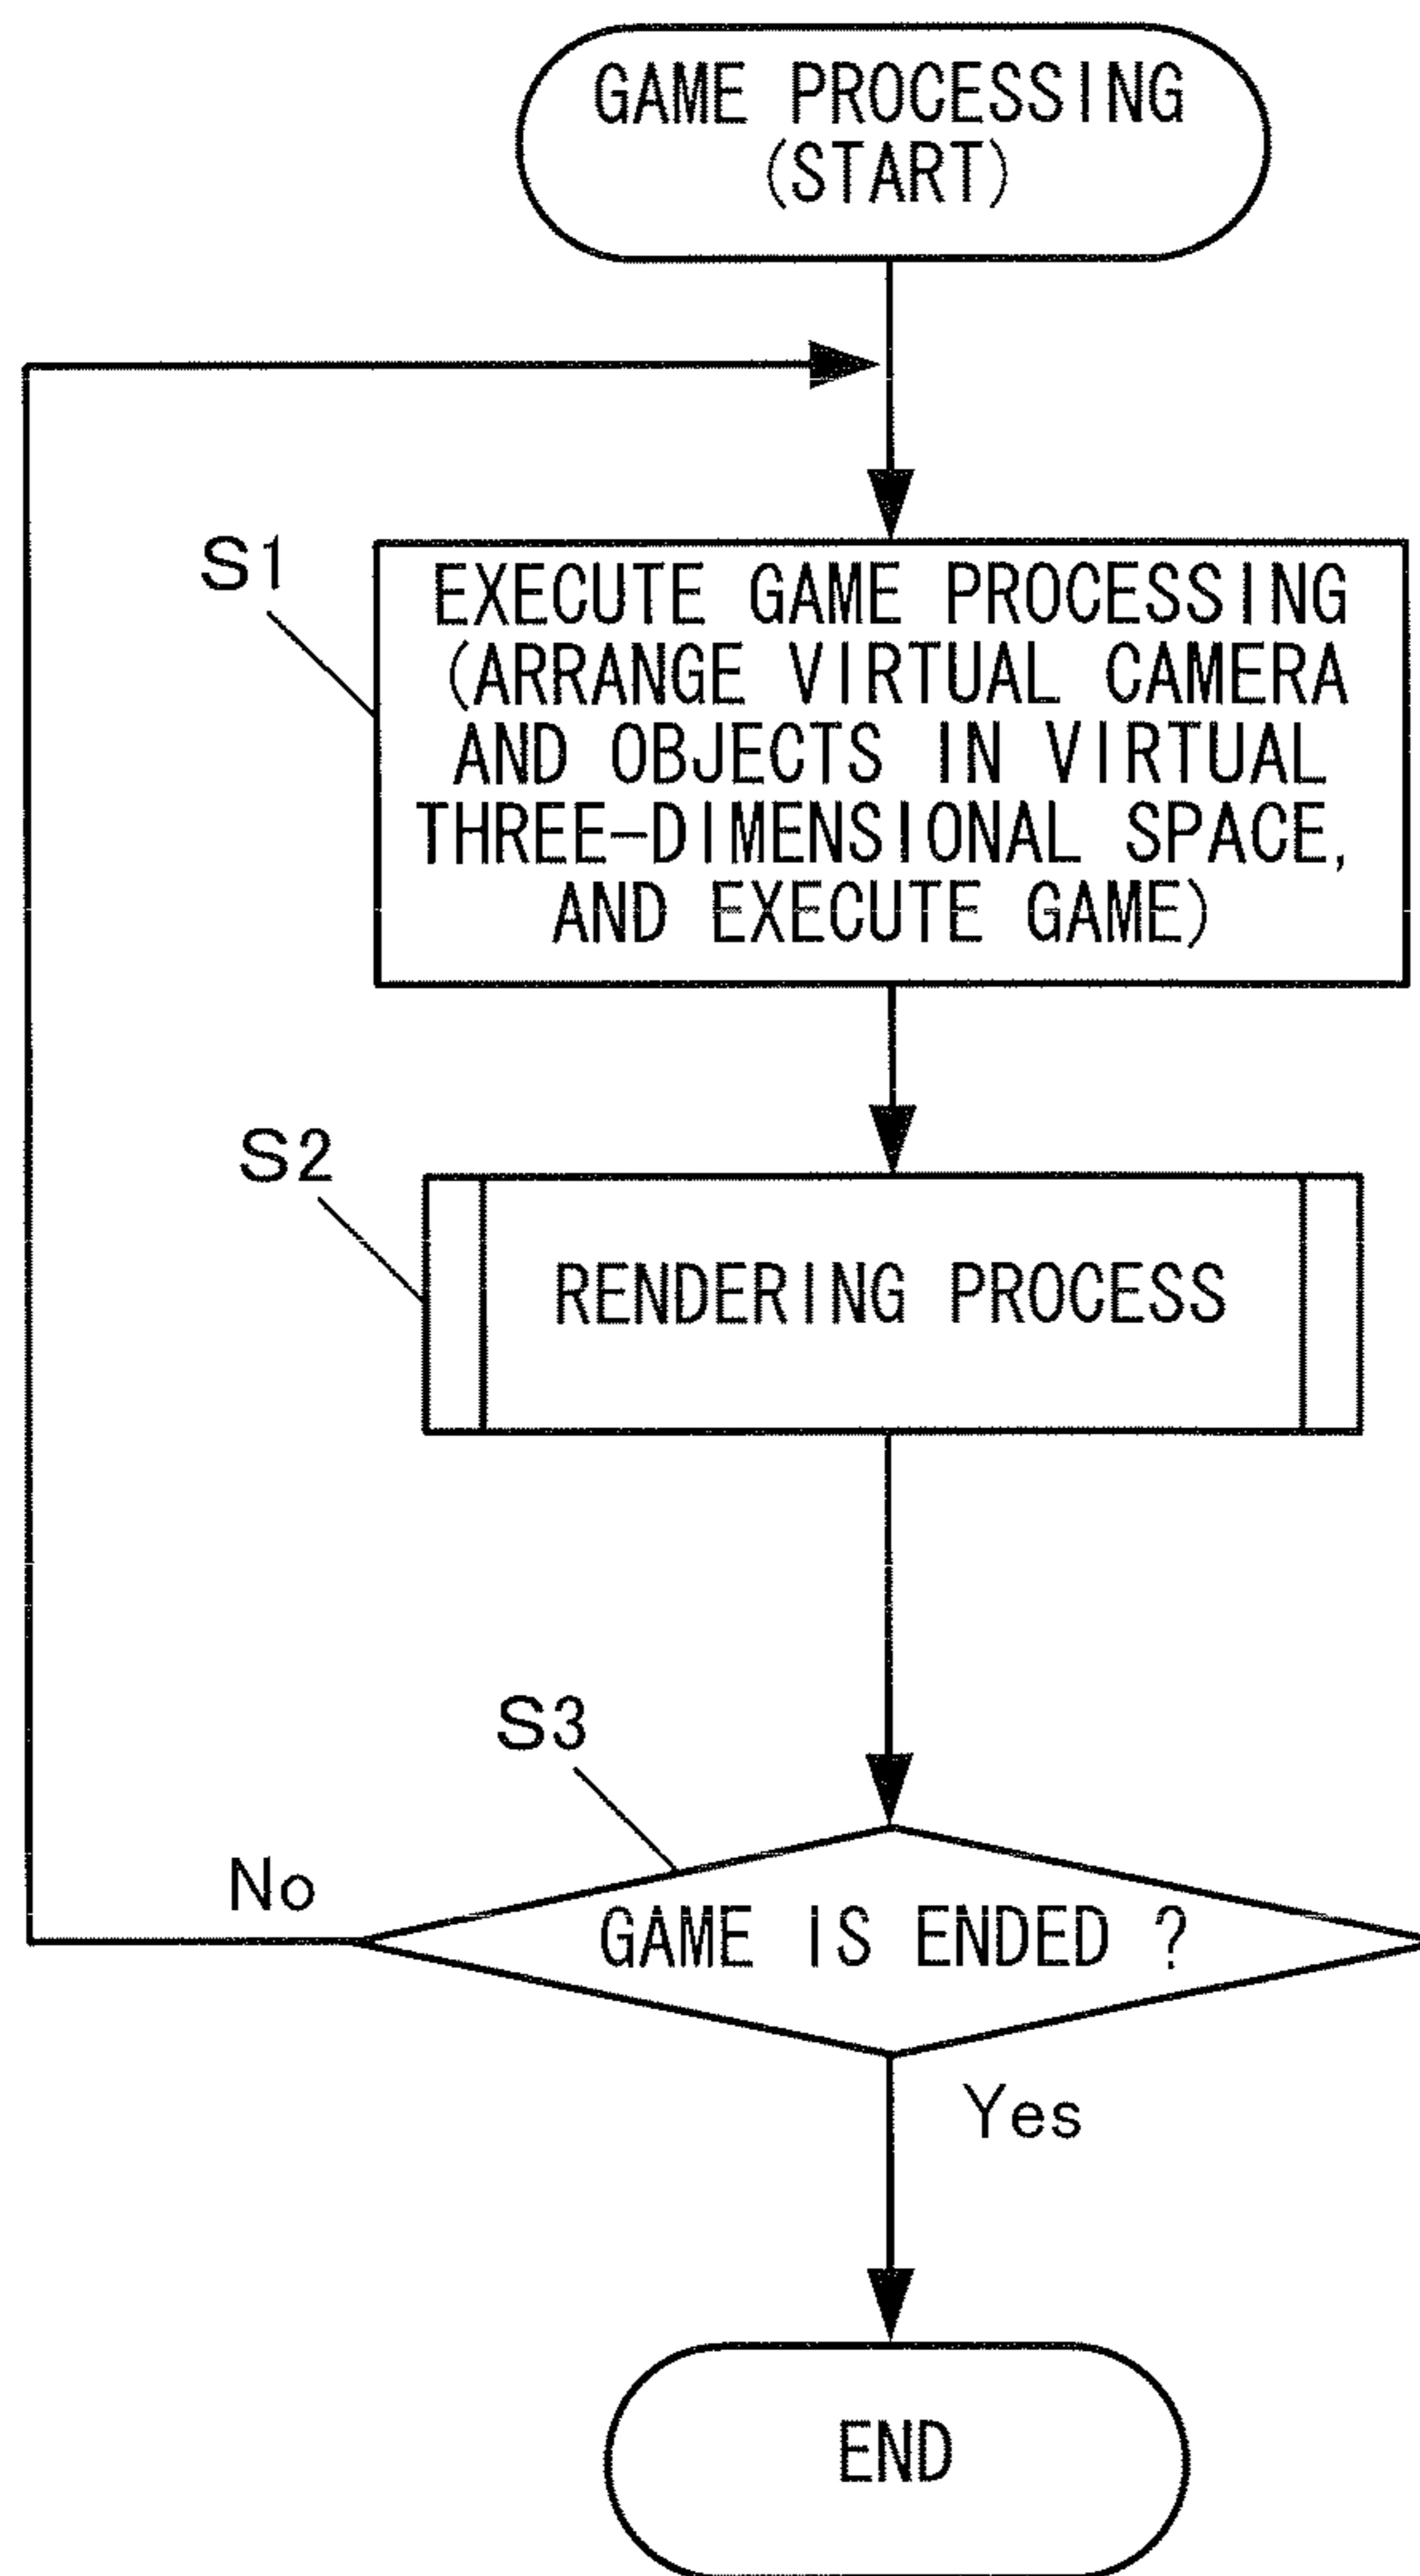 GAME PROCESSING
(START)
S1
EXECUTE GAME PROCESSING
(ARRANGE VIRTUAL CAMERA
AND OBJECTS IN VIRTUAL
THREE-DIMENSIONAL SPACE,
AND EXECUTE GAME)
S2
RENDERING PROCESS
S3
No
GAME IS ENDED ?
Yes
END